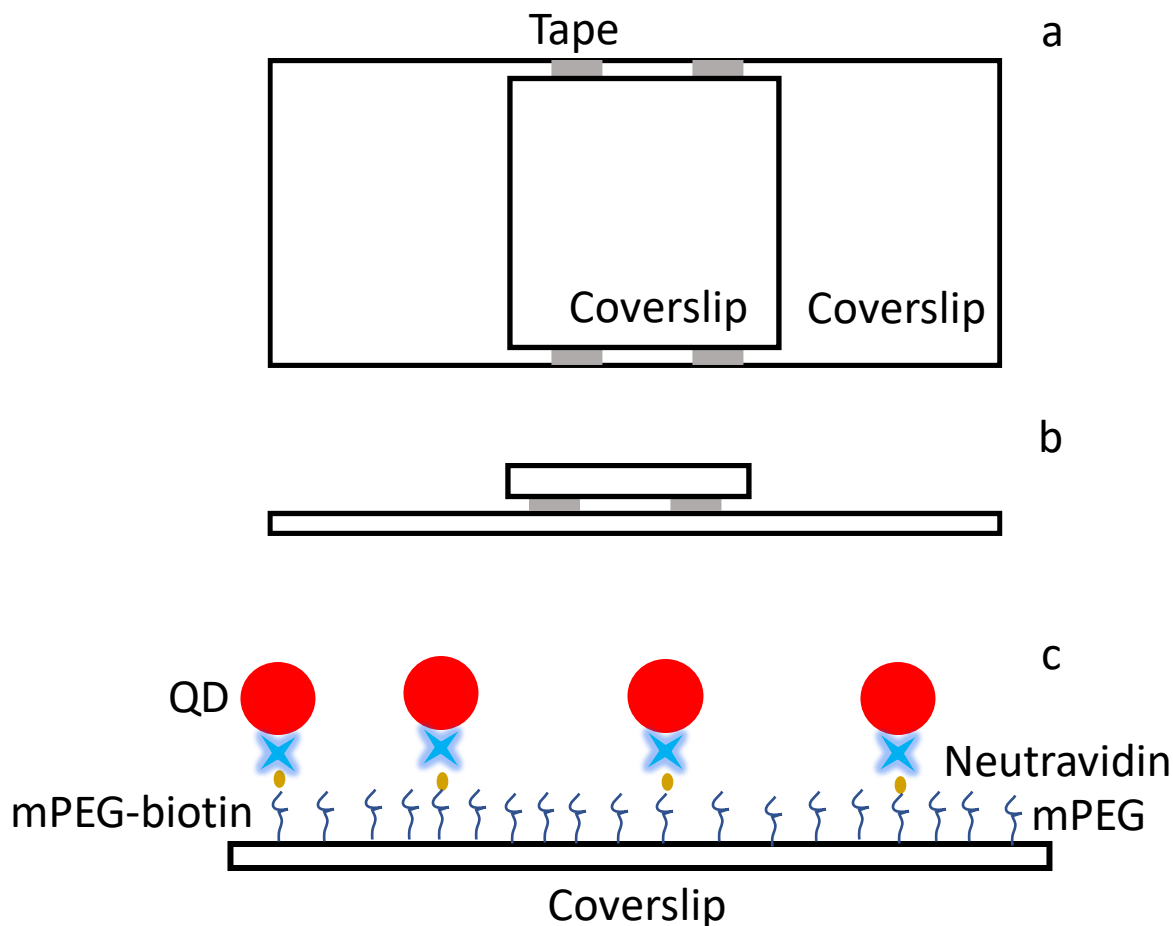 Tape
a
Coverslip
Coverslip
b
c
QD
Neutravidin
mPEG-biotin
mPEG
Coverslip